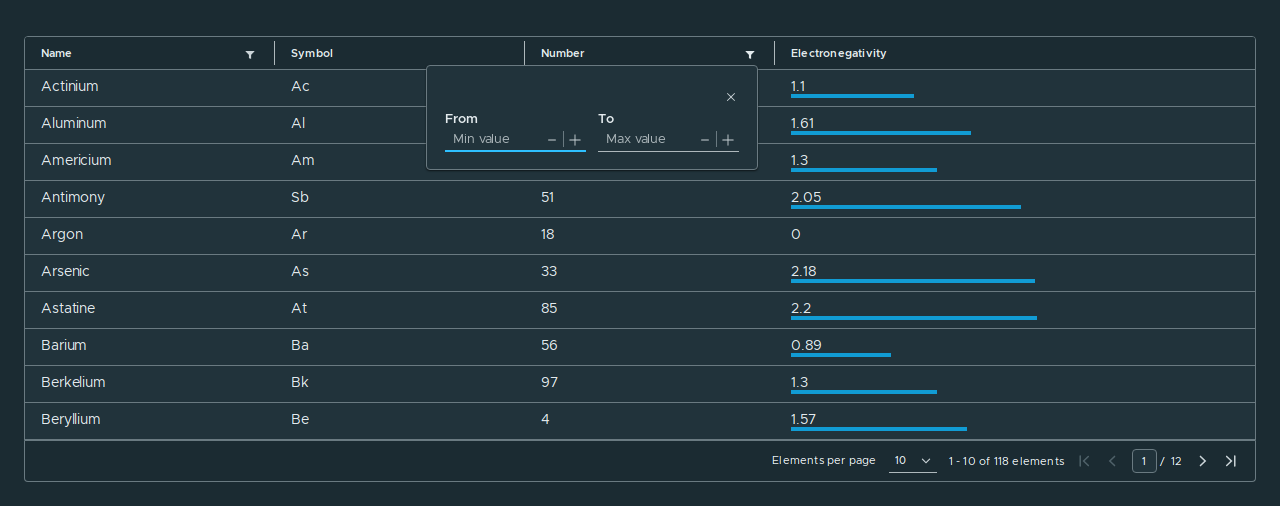 Name Symbol Number Electronegativity
Actinium Ac 1.1
Aluminum Al 1.61
Americium Am 1.3
From To
Min value Max value
Antimony Sb 51 2.05
Argon Ar 18 0
Arsenic As 33 2.18
Astatine At 85 2.2
Barium Ba 56 0.89
Berkelium Bk 97 1.3
Beryllium Be 4 1.57
Elements per page 10 1 - 10 of 118 elements 1 / 12